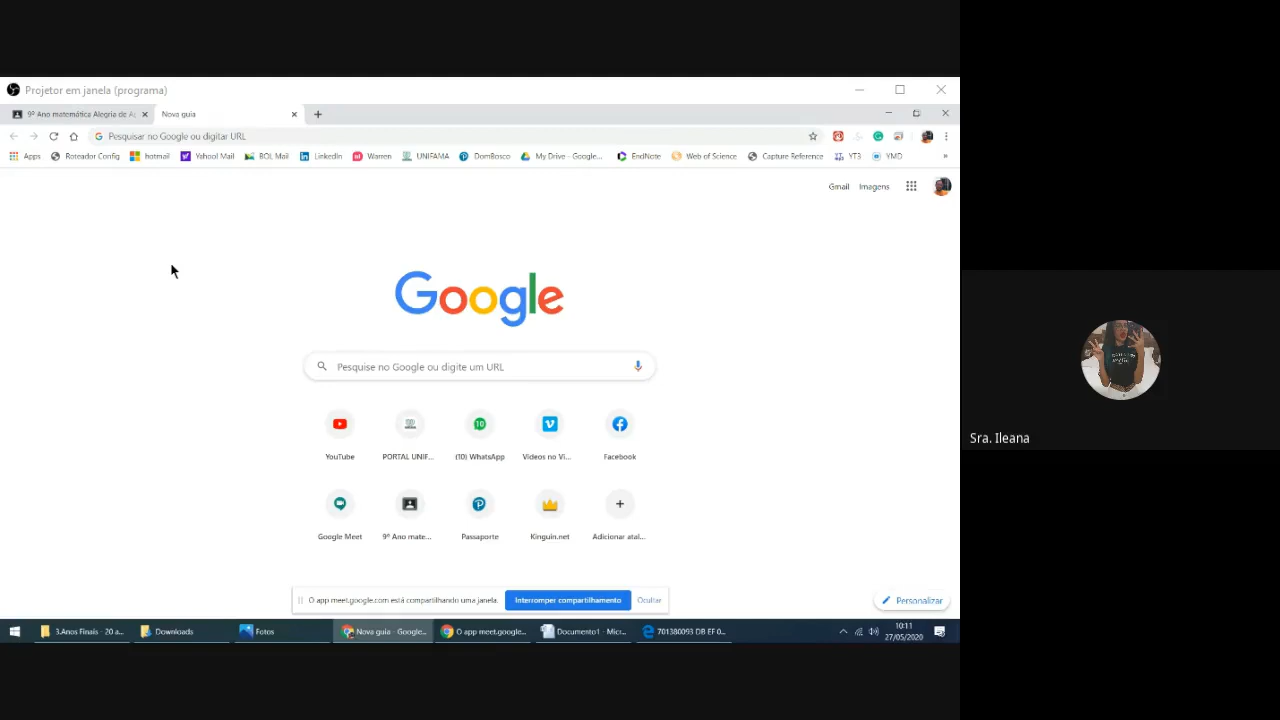 Projetor em janela (programa)
9º Ano matemática Alegria de A
Nova guia
Pesquisar no Google ou digitar URL
Apps
Roteador Config
hotmail
Yahoo! Mail
BOL Mail
LinkedIn
Warren
UNIFAMA
DomBosco
My Drive - Google...
EndNote
Web of Science
Capture Reference
YT3
YMD
»
Gmail
Imagens
Google
Pesquise no Google ou digite um URL
YouTube
PORTAL UNIF...
(10) WhatsApp
Vídeos no Vi...
Facebook
Google Meet
9º Ano mate...
Passaporte
Kinguin.net
Adicionar atal...
Sra. Ileana
O app meet.google.com está compartilhando uma janela.
Interromper compartilhamento
Ocultar
Personalizar
3.Anos Finais - 20 a...
Downloads
Fotos
Nova guia - Google...
O app meet.google...
Documento1 - Micr...
701380093 DB EF 0...
10:11
27/05/2020